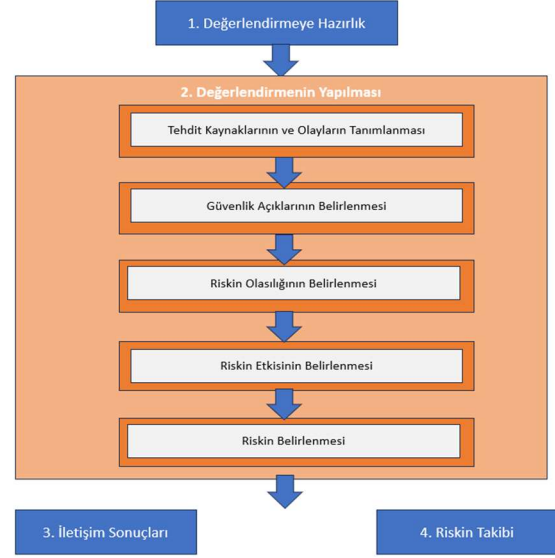 1. Değerlendirmeye Hazırlık
2. Değerlendirmenin Yapılması
Tehdit Kaynaklarının ve Olayların Tanımlanması
Güvenlik Açıklarının Belirlenmesi
Riskin Olasılığının Belirlenmesi
Riskin Etkisinin Belirlenmesi
Riskin Belirlenmesi
3. İletişim Sonuçları
4. Riskin Takibi